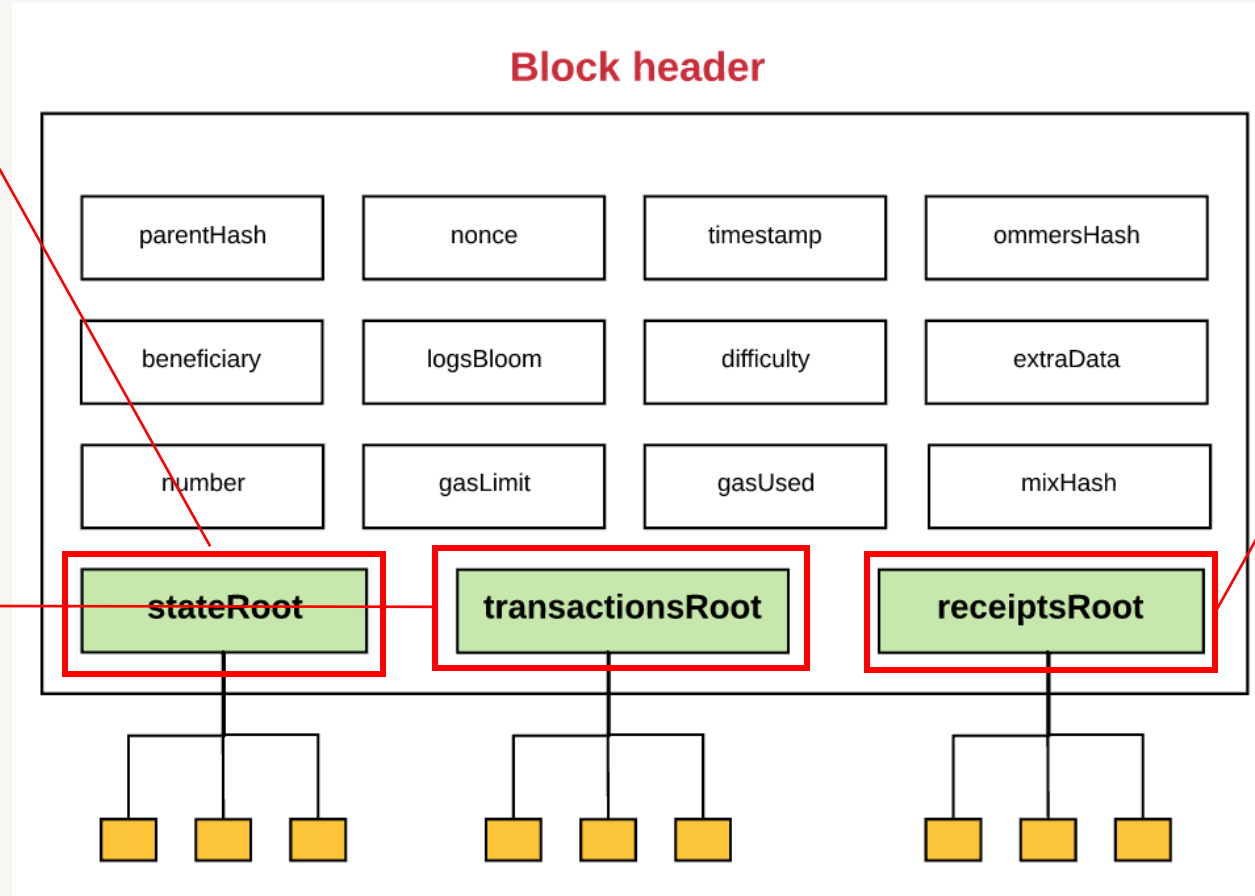 Block header
parentHash
nonce
timestamp
ommersHash
beneficiary
logsBloom
difficulty
extraData
number
gasLimit
gasUsed
mixHash
stateRoot
transactionsRoot
receiptsRoot